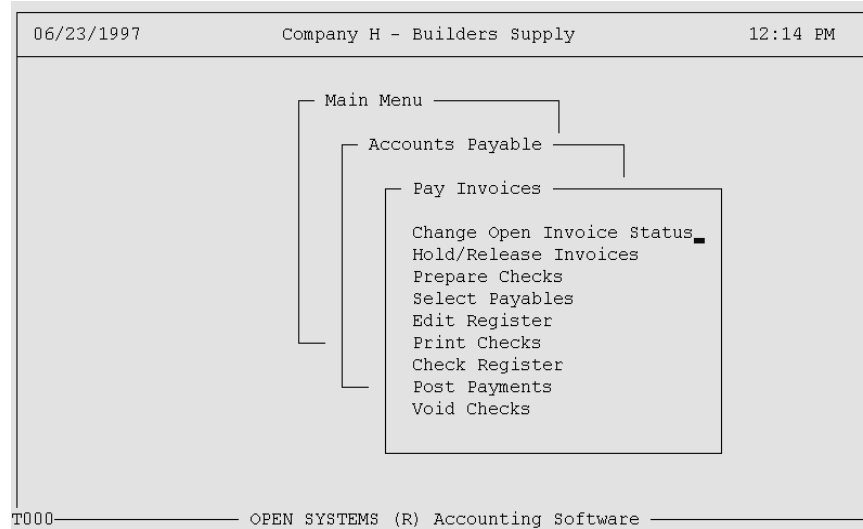 06/23/1997 Company H - Builders Supply 12:14 PM
Main Menu
Accounts Payable
Pay Invoices
Change Open Invoice Status
Hold/Release Invoices
Prepare Checks
Select Payables
Edit Register
Print Checks
Check Register
Post Payments
Void Checks
T000 OPEN SYSTEMS (R) Accounting Software